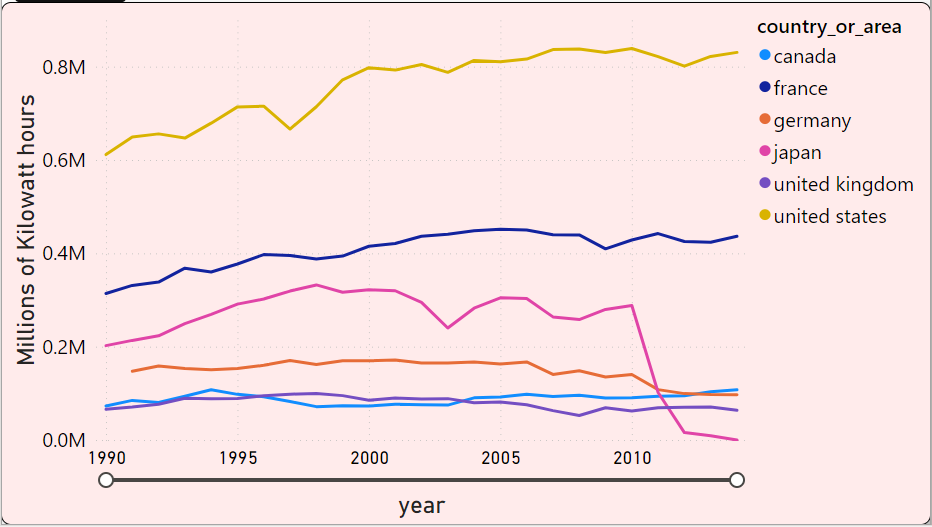 country_or_area
canada
france
germany
japan
united kingdom
united states
Millions of Kilowatt hours
0.8M
0.6M
0.4M
0.2M
0.0M
1990 1995 2000 2005 2010
year